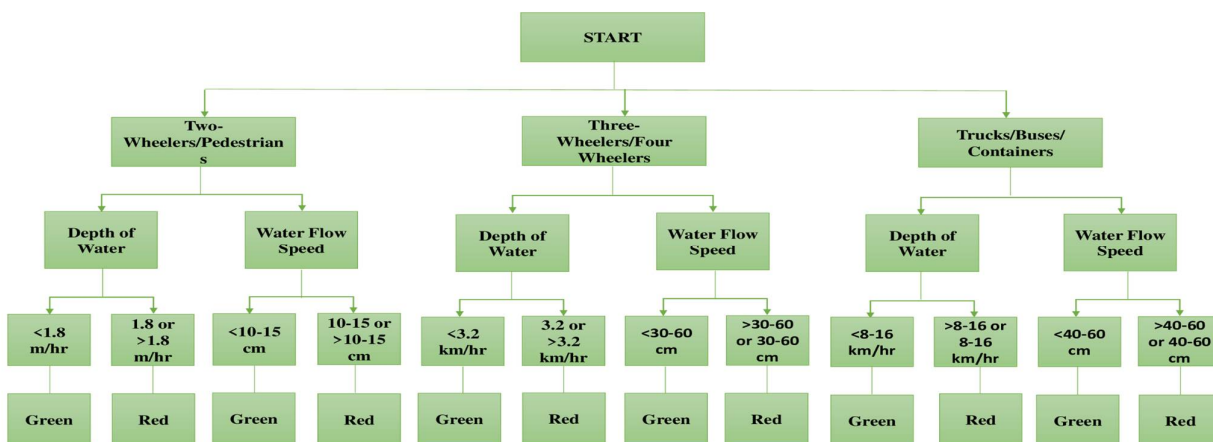 START
Two-
Wheelers/Pedestrian
s
Three-
Wheelers/Four
Wheelers
Trucks/Buses/
Containers
Depth of
Water
Water Flow
Speed
Depth of
Water
Water Flow
Speed
Depth of
Water
Water Flow
Speed
<1.8
m/hr
1.8 or
>1.8
m/hr
<10-15
cm
10-15 or
>10-15
cm
<3.2
km/hr
3.2 or
>3.2
km/hr
<30-60
cm
>30-60
or 30-60
cm
<8-16
km/hr
>8-16 or
8-16
km/hr
<40-60
cm
>40-60
or 40-60
cm
Green
Red
Green
Red
Green
Red
Green
Red
Green
Red
Green
Red